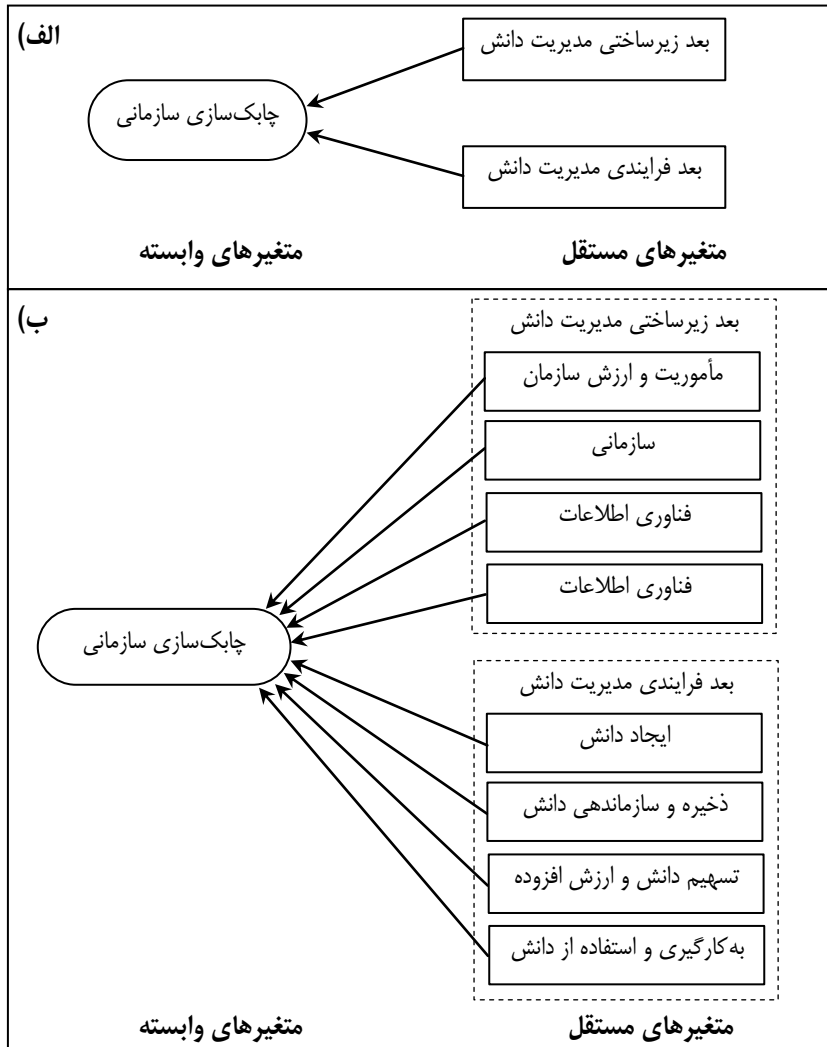 الف)
بعد زیرساختی مدیریت دانش
چابک‌سازی سازمانی
بعد فرایندی مدیریت دانش
متغیرهای مستقل
متغیرهای وابسته
ب)
بعد زیرساختی مدیریت دانش
مأموریت و ارزش سازمان
سازمانی
فناوری اطلاعات
فناوری اطلاعات
چابک‌سازی سازمانی
بعد فرایندی مدیریت دانش
ایجاد دانش
ذخیره و سازماندهی دانش
تسهیم دانش و ارزش افزوده
به‌کارگیری و استفاده از دانش
متغیرهای مستقل
متغیرهای وابسته